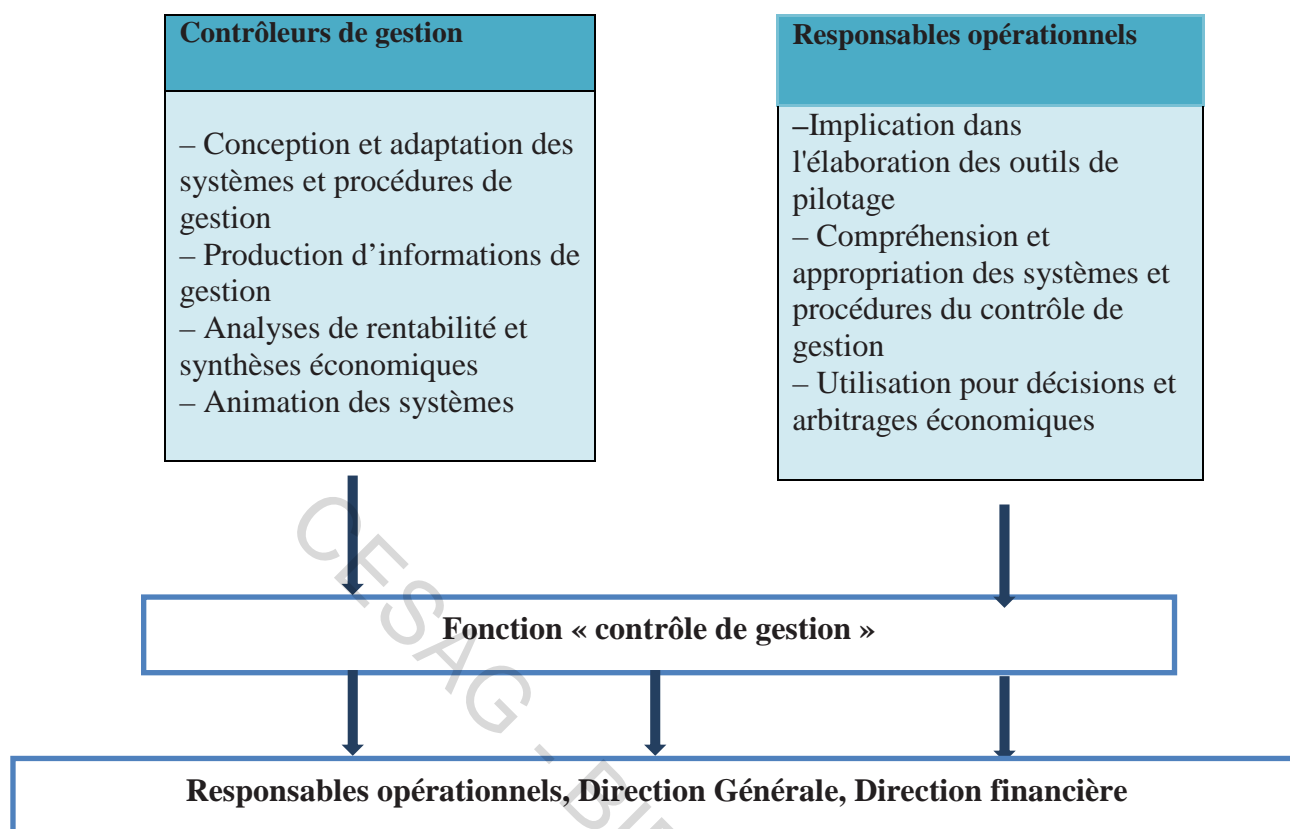 Contrôleurs de gestion
– Conception et adaptation des
systèmes et procédures de
gestion
– Production d’informations de
gestion
– Analyses de rentabilité et
synthèses économiques
– Animation des systèmes
Responsables opérationnels
–Implication dans
l'élaboration des outils de
pilotage
– Compréhension et
appropriation des systèmes et
procédures du contrôle de
gestion
– Utilisation pour décisions et
arbitrages économiques
Fonction « contrôle de gestion »
Responsables opérationnels, Direction Générale, Direction financière
CESAG -